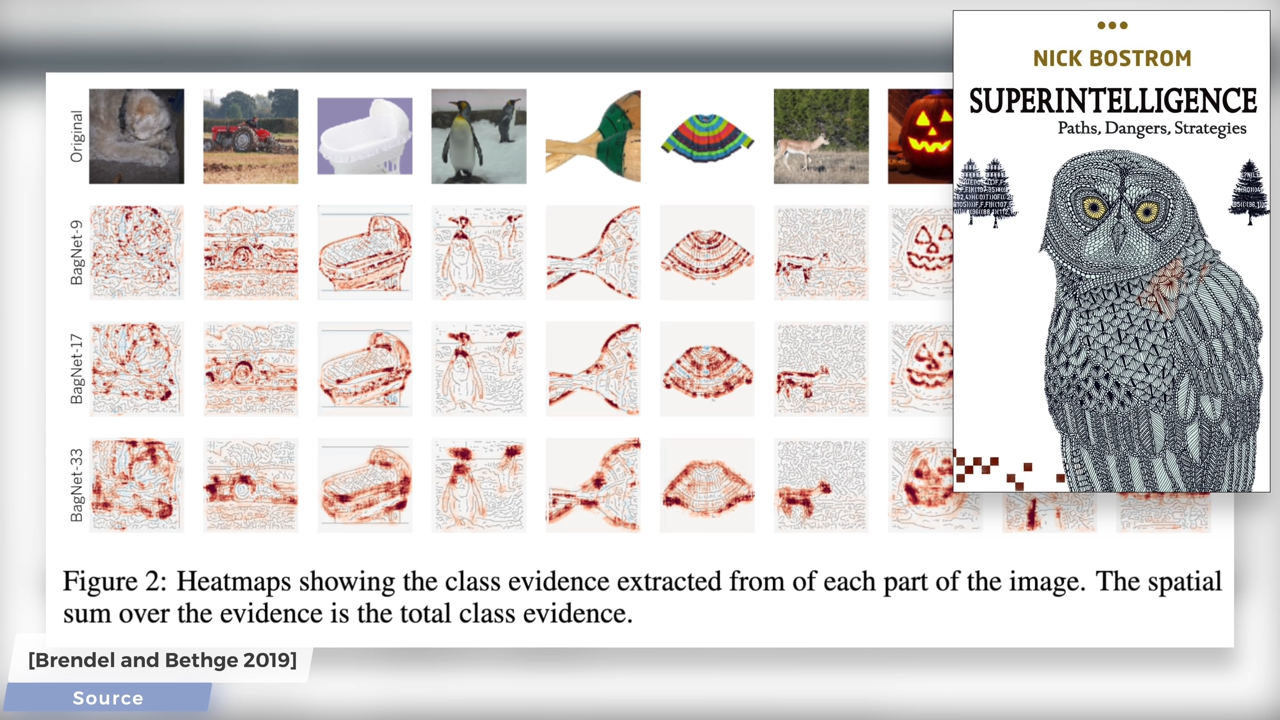 Original
BagNet-9
BagNet-17
BagNet-33
Figure 2: Heatmaps showing the class evidence extracted from of each part of the image. The spatial
sum over the evidence is the total class evidence.
NICK BOSTROM
SUPERINTELLIGENCE
Paths, Dangers, Strategies
[Brendel and Bethge 2019]
Source